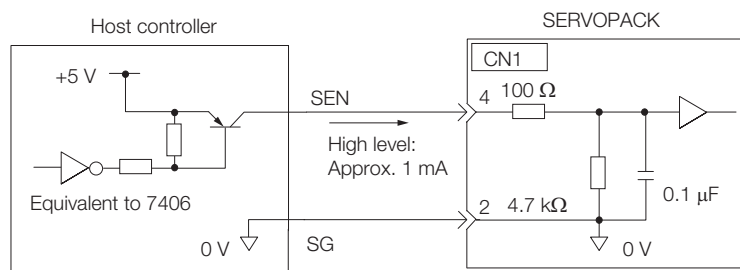 Host controller
SERVOPACK
+5 V
CN1
SEN
4
100 Ω
High level:
Approx. 1 mA
Equivalent to 7406
2
4.7 kΩ
0.1 μF
0 V
SG
0 V